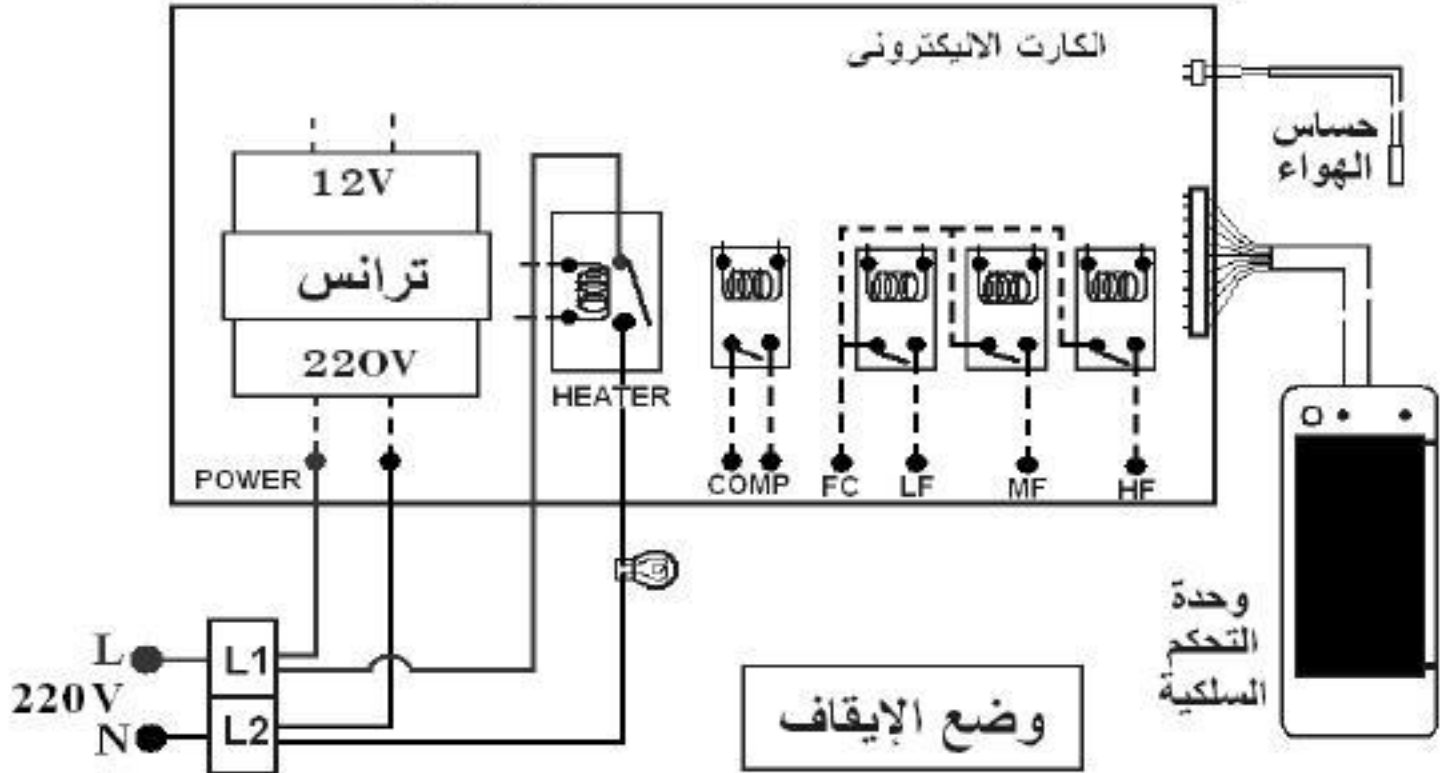 الكارت الاليكترونى
حساس
الهواء
12V
ترانس
220V
HEATER
POWER
COMP
FC
LF
MF
HF
L
220V
N
L1
L2
وضع الإيقاف
وحدة
التحكم
السلكية